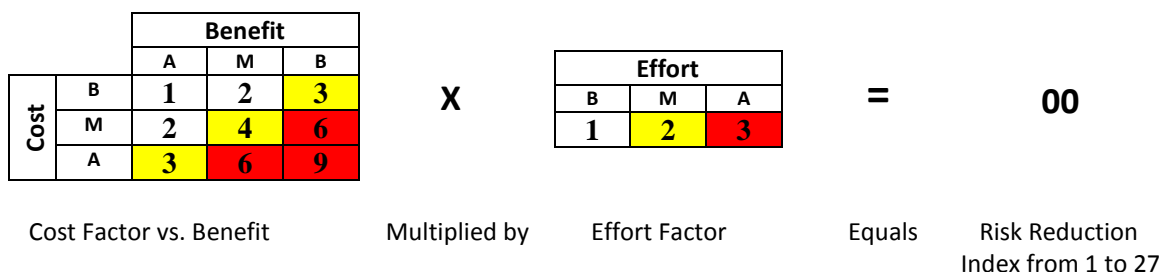 Benefit
A M B
Cost
B 1 2 3
M 2 4 6
A 3 6 9
X
Effort
B M A
1 2 3
=
00
Cost Factor vs. Benefit
Multiplied by
Effort Factor
Equals
Risk Reduction
Index from 1 to 27